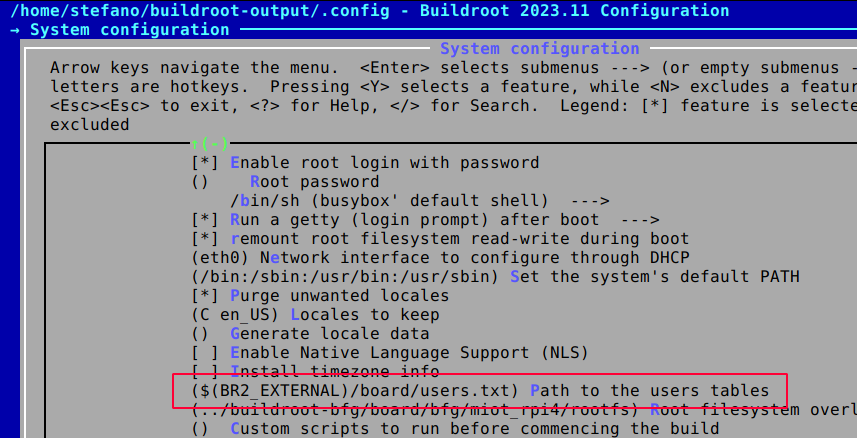 /home/stefano/buildroot-output/.config - Buildroot 2023.11 Configuration
→ System configuration
System configuration
Arrow keys navigate the menu.  <Enter> selects submenus ---> (or empty submenus -
letters are hotkeys.  Pressing <Y> selects a feature, while <N> excludes a featur
<Esc><Esc> to exit, <?> for Help, </> for Search.  Legend: [*] feature is selecte
excluded
↑(-)
[*] Enable root login with password
()    Root password
/bin/sh (busybox' default shell)  --->
[*] Run a getty (login prompt) after boot  --->
[*] remount root filesystem read-write during boot
(eth0) Network interface to configure through DHCP
(/bin:/sbin:/usr/bin:/usr/sbin) Set the system's default PATH
[*] Purge unwanted locales
(C en_US) Locales to keep
()  Generate locale data
[ ] Enable Native Language Support (NLS)
[ ] Install timezone info
($(BR2_EXTERNAL)/board/users.txt) Path to the users tables
(../buildroot-bfg/board/bfg/miot_rpi4/rootfs) Root filesystem overl
()  Custom scripts to run before commencing the build